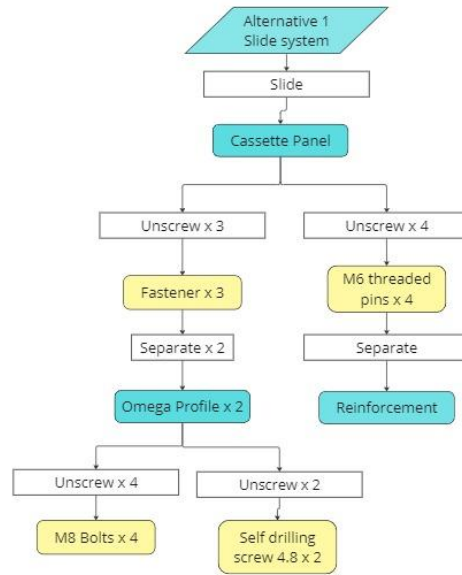 Alternative 1
Slide system
Slide
Cassette Panel
Unscrew x 3
Unscrew x 4
Fastener x 3
M6 threaded
pins x 4
Separate x 2
Separate
Omega Profile x 2
Reinforcement
Unscrew x 4
Unscrew x 2
M8 Bolts x 4
Self drilling
screw 4.8 x 2